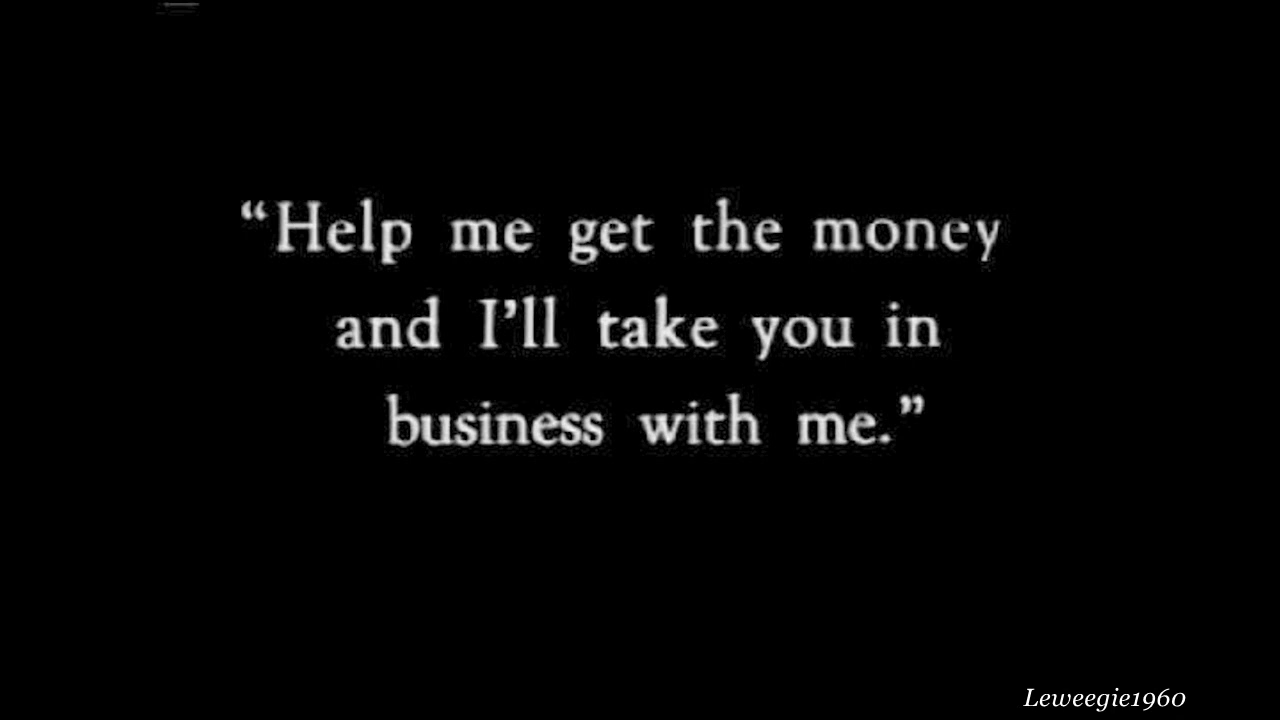 “Help me get the money
and I’ll take you in
business with me.”
Leweegie1960